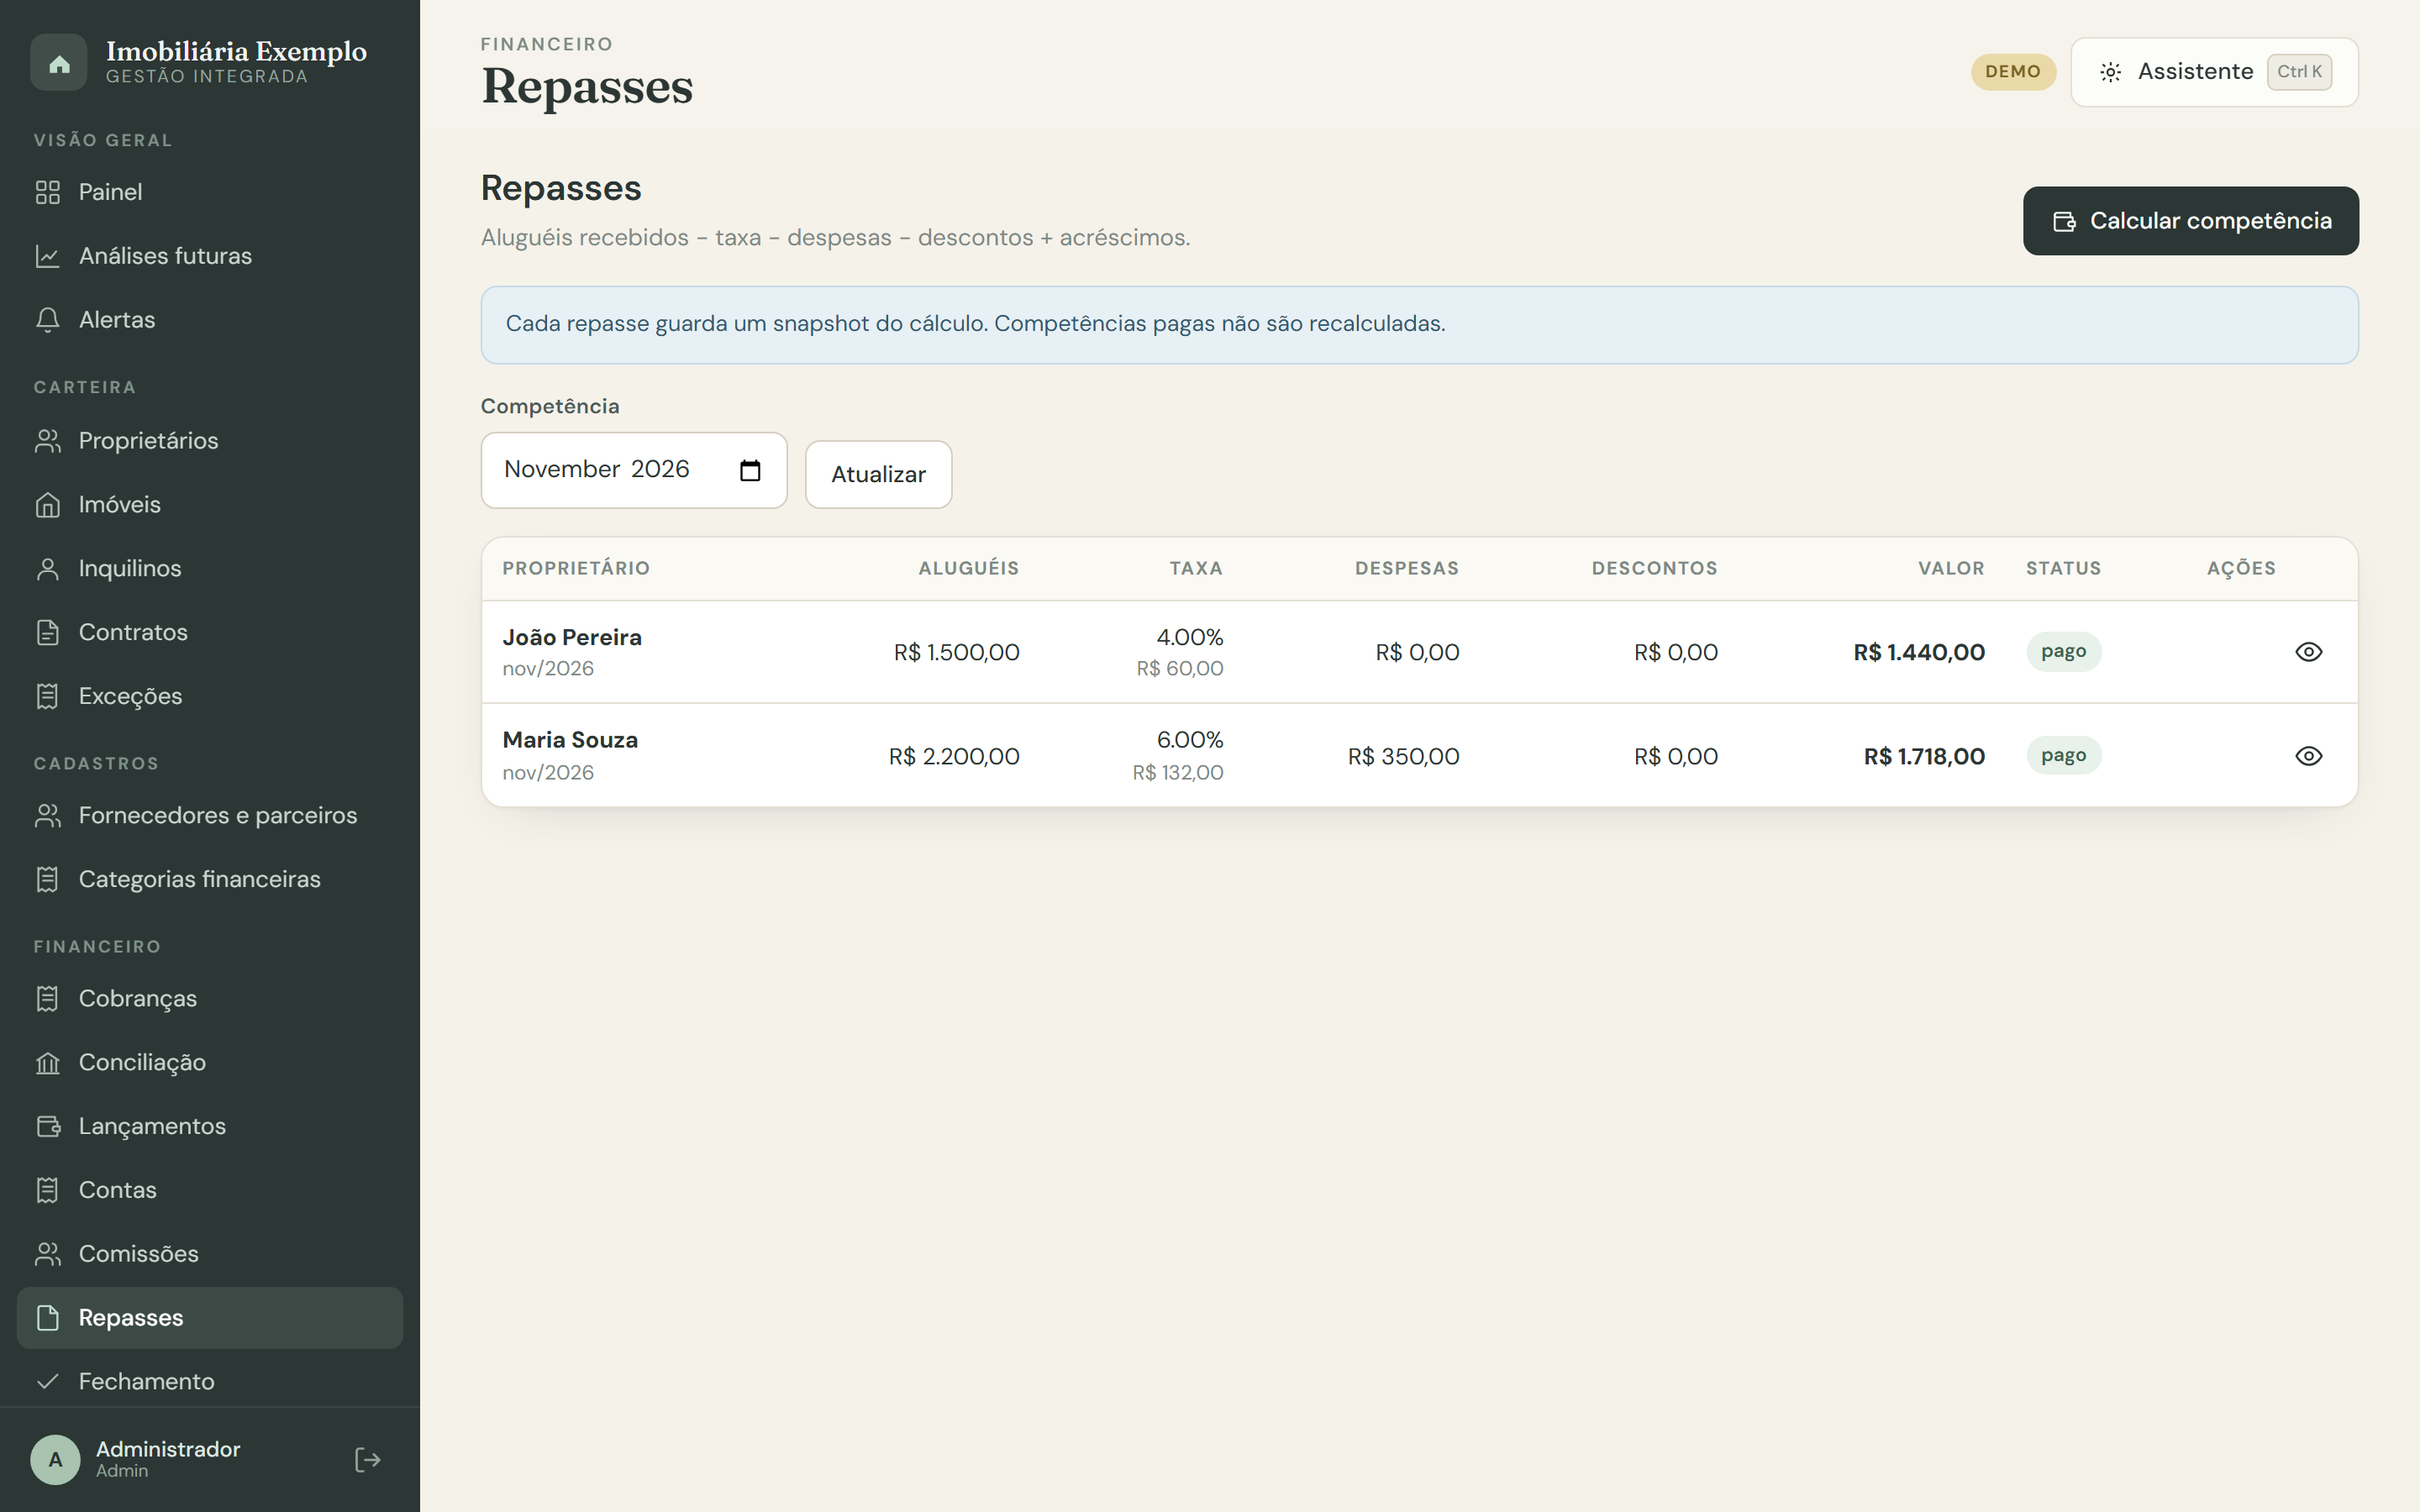 Imobiliária Exemplo
GESTÃO INTEGRADA
VISÃO GERAL
Painel
Análises futuras
Alertas
CARTEIRA
Proprietários
Imóveis
Inquilinos
Contratos
Exceções
CADASTROS
Fornecedores e parceiros
Categorias financeiras
FINANCEIRO
Cobranças
Conciliação
Lançamentos
Contas
Comissões
Repasses
Fechamento
A
Administrador
Admin
FINANCEIRO
Repasses
DEMO
Assistente Ctrl K
Repasses
Aluguéis recebidos − taxa − despesas − descontos + acréscimos.
Calcular competência
Cada repasse guarda um snapshot do cálculo. Competências pagas não são recalculadas.
Competência
November 2026
Atualizar
PROPRIETÁRIO ALUGUÉIS TAXA DESPESAS DESCONTOS VALOR STATUS AÇÕES
João Pereira R$ 1.500,00 4.00% R$ 0,00 R$ 0,00 R$ 1.440,00 pago
nov/2026 R$ 60,00
Maria Souza R$ 2.200,00 6.00% R$ 350,00 R$ 0,00 R$ 1.718,00 pago
nov/2026 R$ 132,00